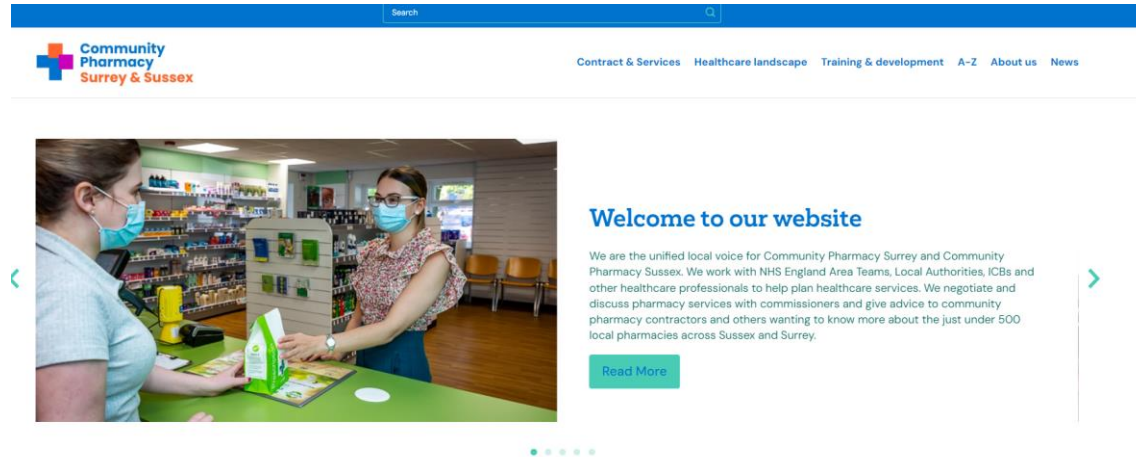 Search
Community
Pharmacy
Surrey & Sussex
Contract & Services Healthcare landscape Training & development A-Z About us News
Welcome to our website
We are the unified local voice for Community Pharmacy Surrey and Community
Pharmacy Sussex. We work with NHS England Area Teams, Local Authorities, ICBs and
other healthcare professionals to help plan healthcare services. We negotiate and
discuss pharmacy services with commissioners and give advice to community
pharmacy contractors and others wanting to know more about the just under 500
local pharmacies across Sussex and Surrey.
Read More